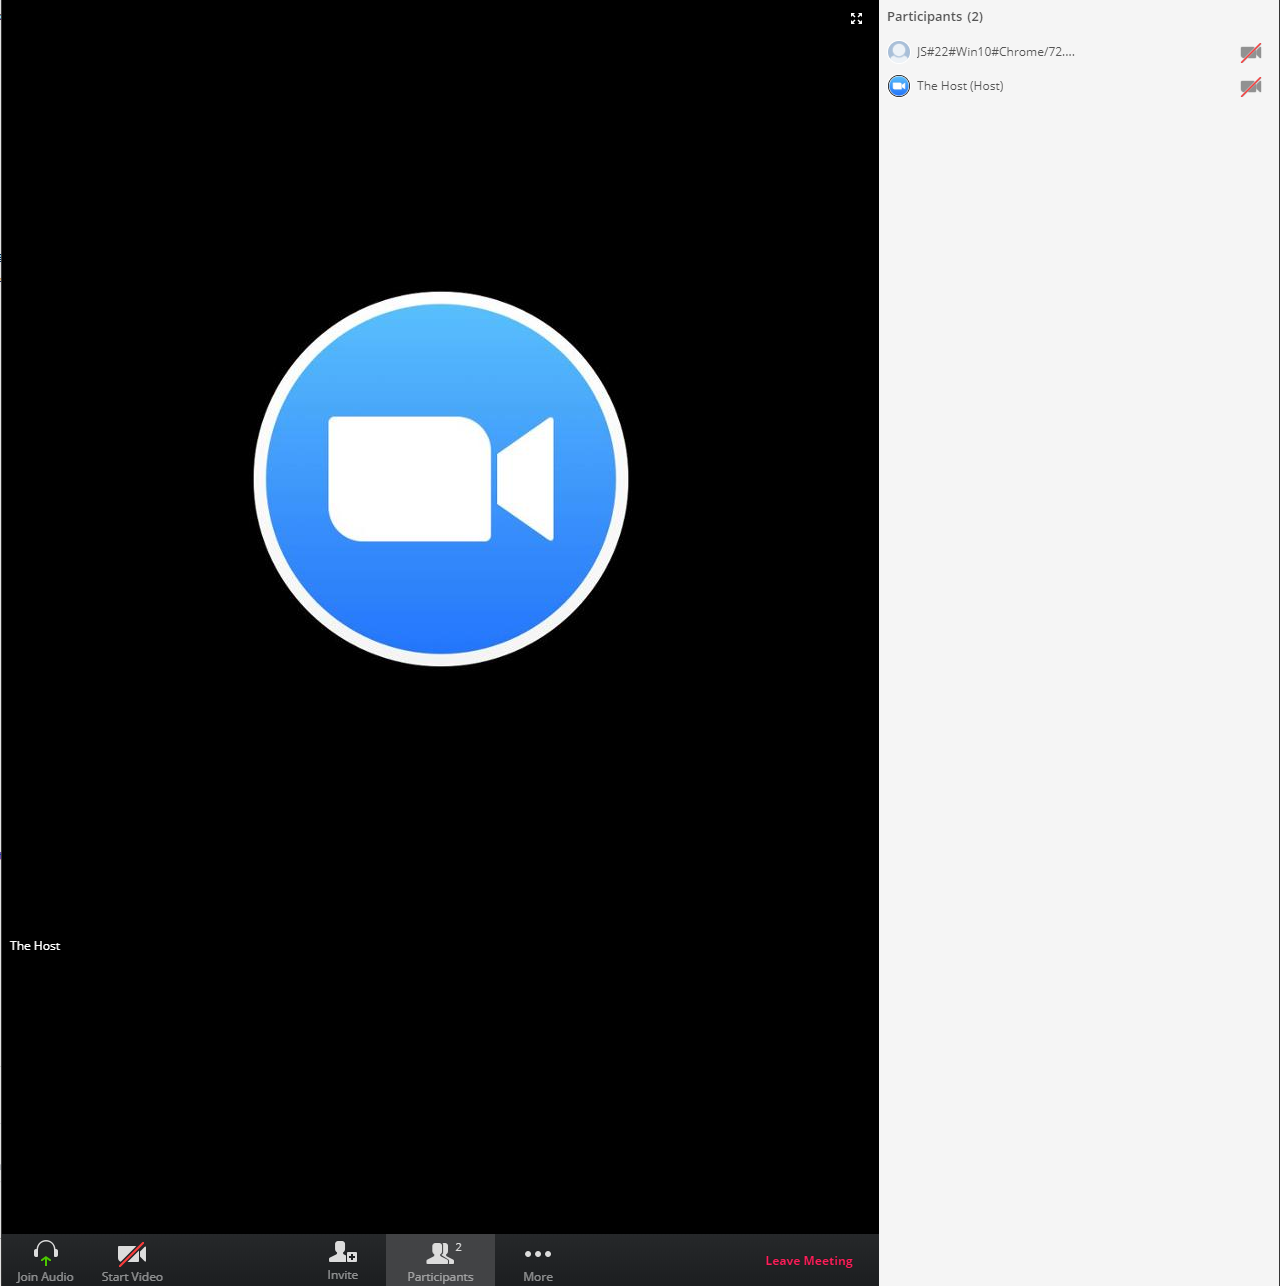 Participants (2)
JS#22#Win10#Chrome/72....
The Host (Host)
The Host
Join Audio
Start Video
Invite
2
Participants
More
Leave Meeting